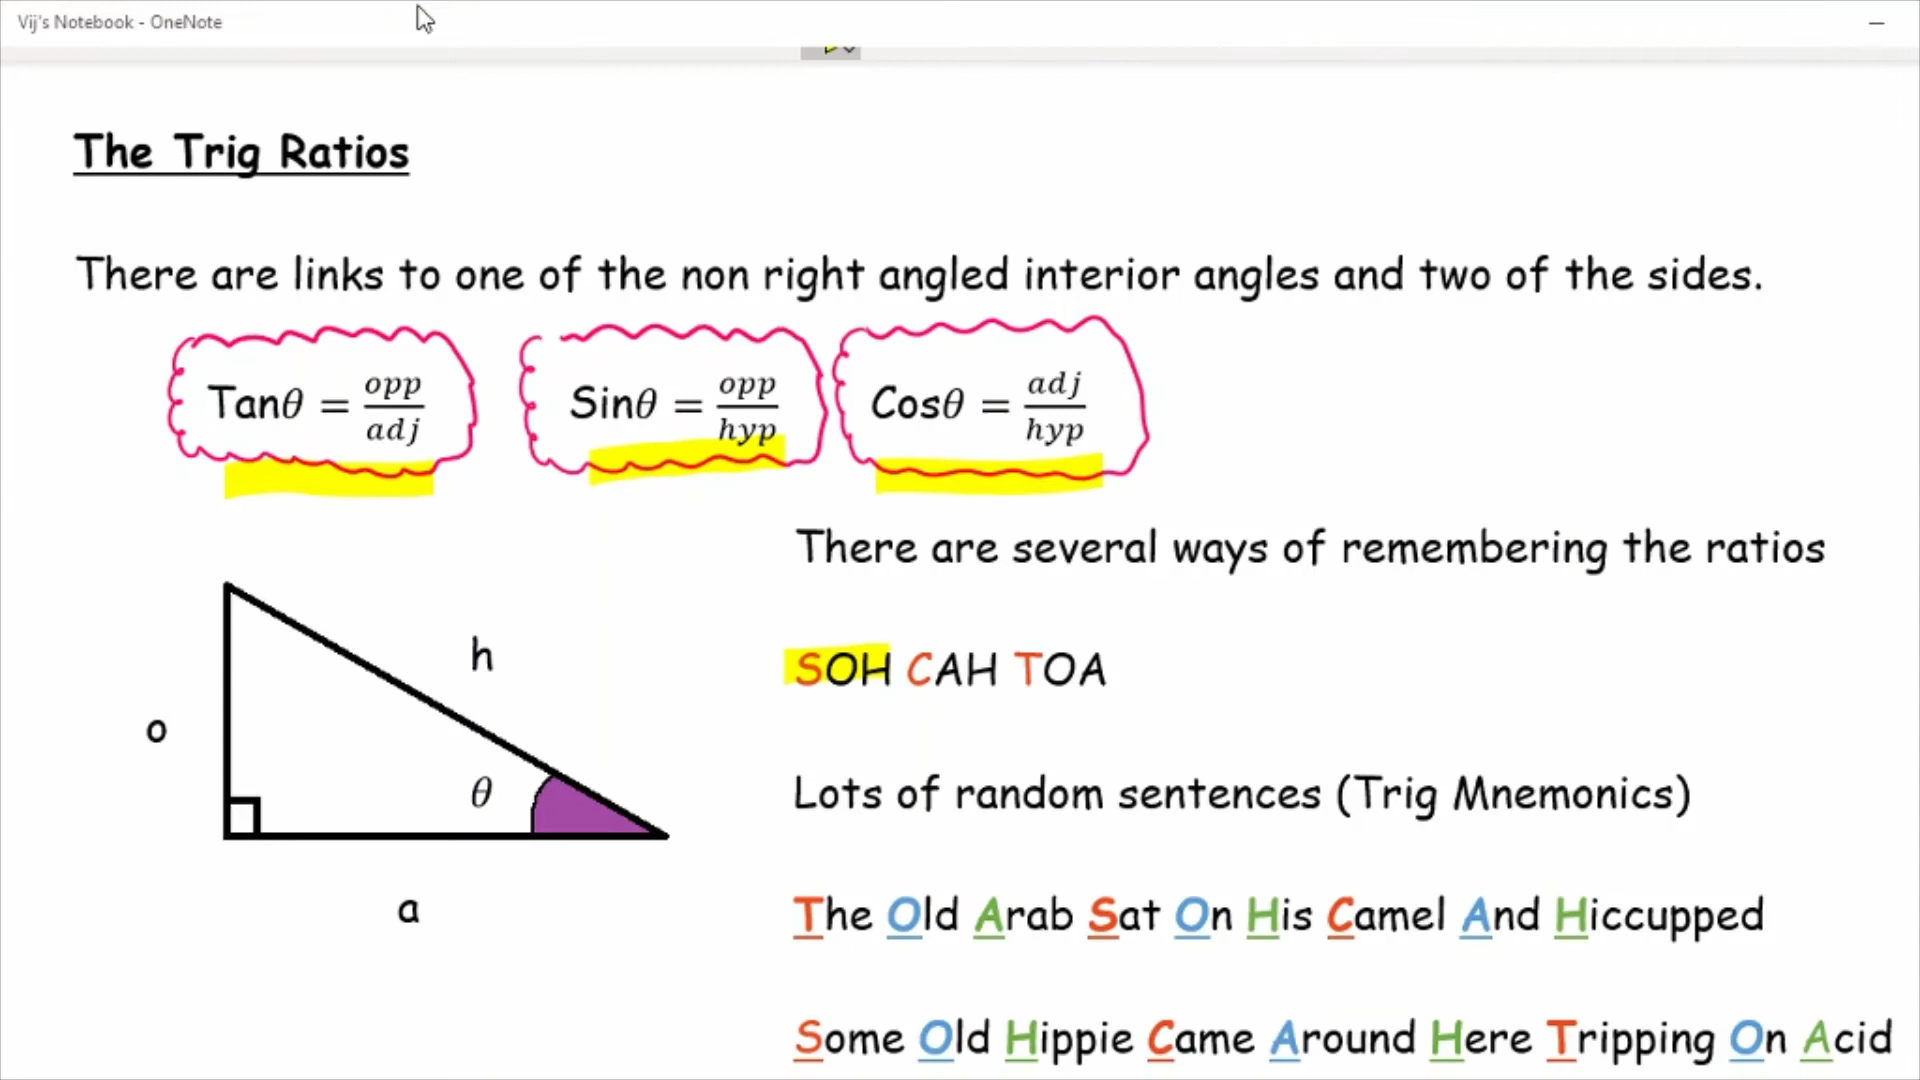 Vij's Notebook - OneNote
The Trig Ratios
There are links to one of the non right angled interior angles and two of the sides.
Tanθ = opp/adj Sinθ = opp/hyp Cosθ = adj/hyp
There are several ways of remembering the ratios
h
SOH CAH TOA
o
θ
Lots of random sentences (Trig Mnemonics)
a
The Old Arab Sat On His Camel And Hiccupped
Some Old Hippie Came Around Here Tripping On Acid